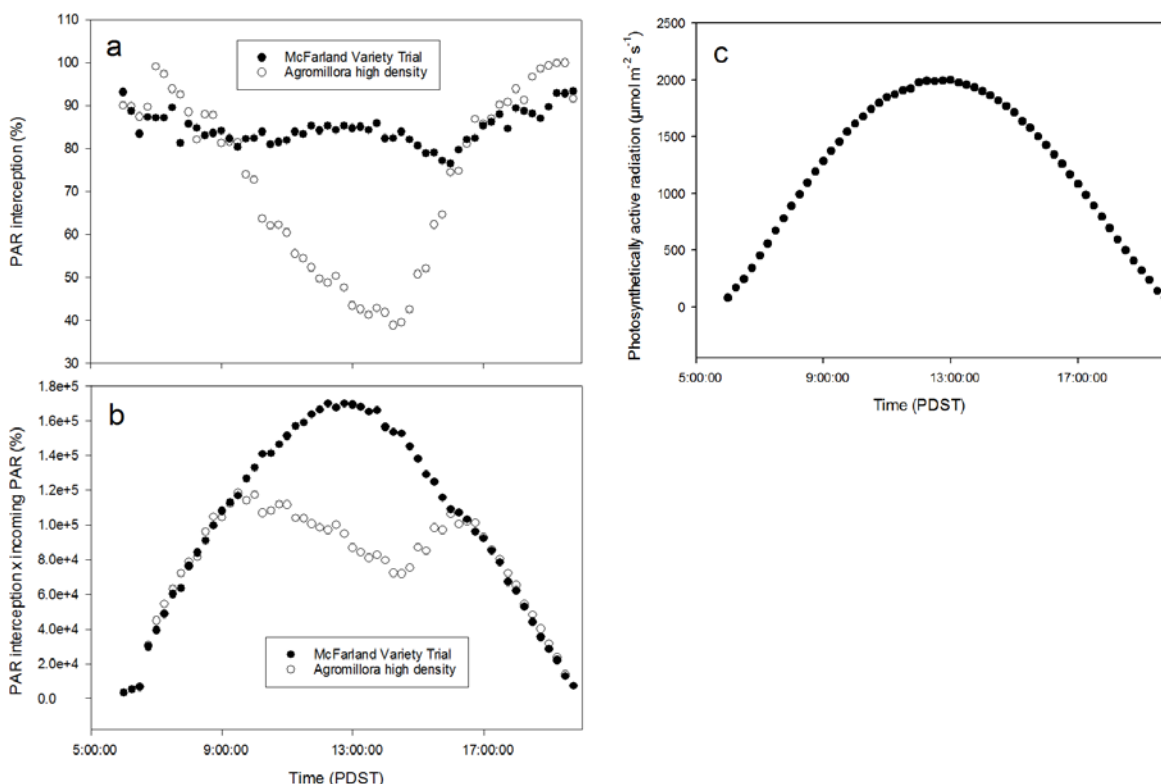 a
McFarland Variety Trial
Agromillora high density
PAR interception (%)
110
100
90
80
70
60
50
40
30
b
McFarland Variety Trial
Agromillora high density
PAR interception x incoming PAR (%)
1.8e+5
1.6e+5
1.4e+5
1.2e+5
1.0e+5
8.0e+4
6.0e+4
4.0e+4
2.0e+4
0.0
5:00:00 9:00:00 13:00:00 17:00:00
Time (PDST)
c
Photosynthetically active radiation (µmol m⁻² s⁻¹)
2500
2000
1500
1000
500
0
5:00:00 9:00:00 13:00:00 17:00:00
Time (PDST)